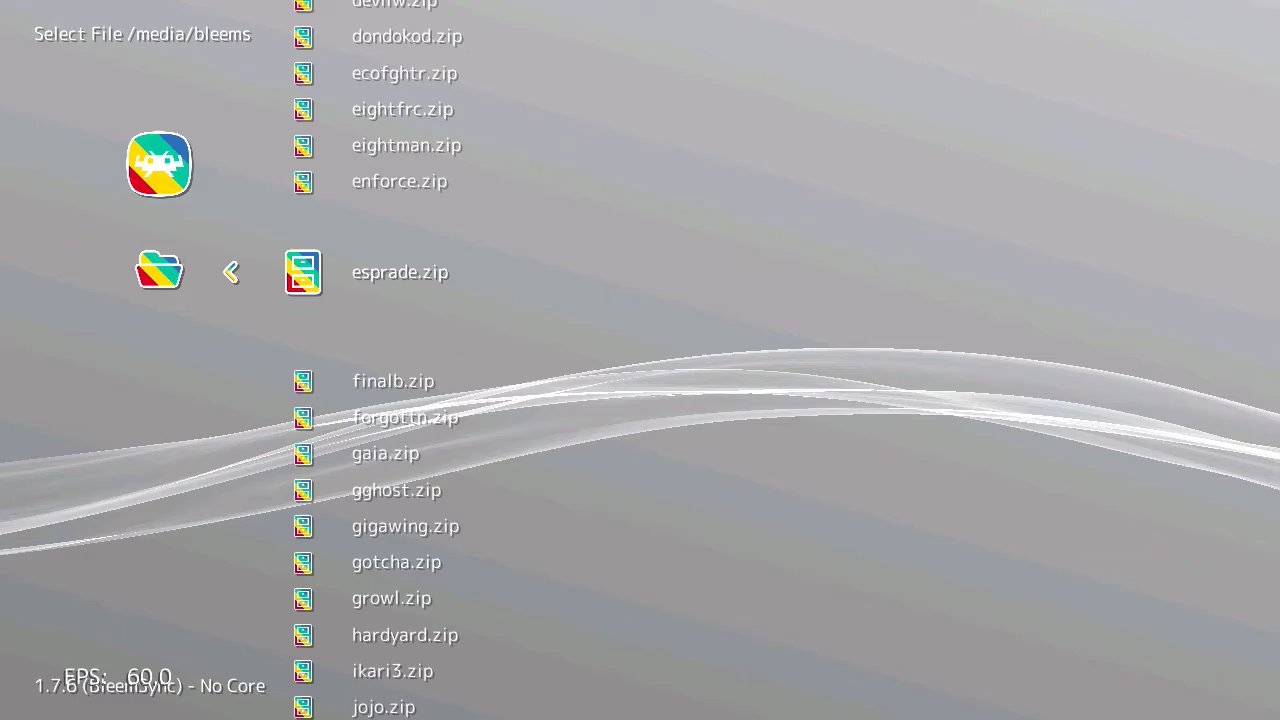 Select File /media/bleems
dondokod.zip
ecofghtr.zip
eightfrc.zip
eightman.zip
enforce.zip
esprade.zip
finalb.zip
forgottn.zip
gaia.zip
gghost.zip
gigawing.zip
gotcha.zip
growl.zip
hardyard.zip
ikari3.zip
jojo.zip
FPS: 60.0
1.7.6 (BleemSync) - No Core